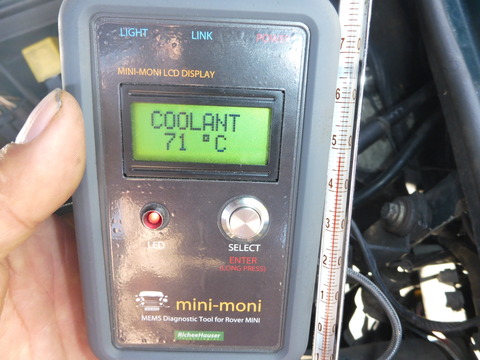 LIGHT LINK POWER
MINI-MONI LCD DISPLAY
COOLANT
71 °C
LED
SELECT
ENTER
(LONG PRESS)
mini-moni
MEMS Diagnostic Tool for Rover MINI